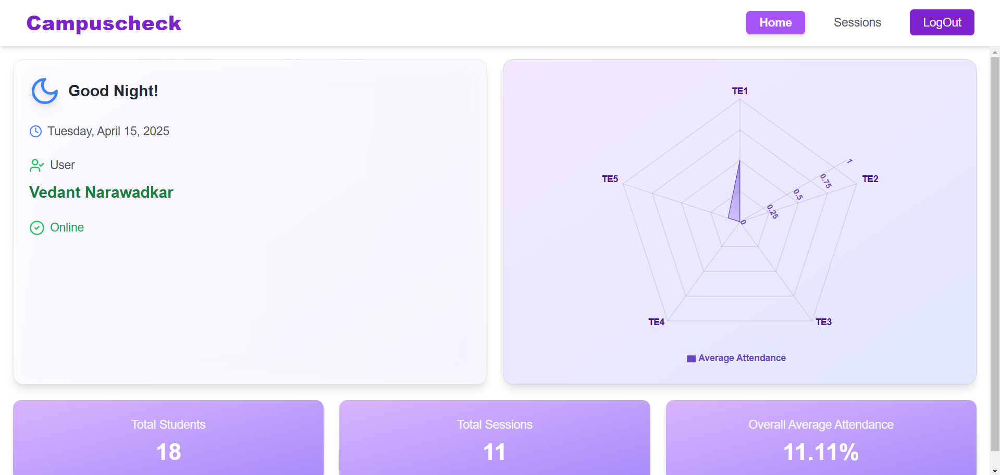 Campuscheck
Home
Sessions
LogOut
Good Night!
Tuesday, April 15, 2025
User
Vedant Narawadkar
Online
TE1
TE2
TE3
TE4
TE5
0
0.25
0.5
0.75
1
Average Attendance
Total Students
18
Total Sessions
11
Overall Average Attendance
11.11%